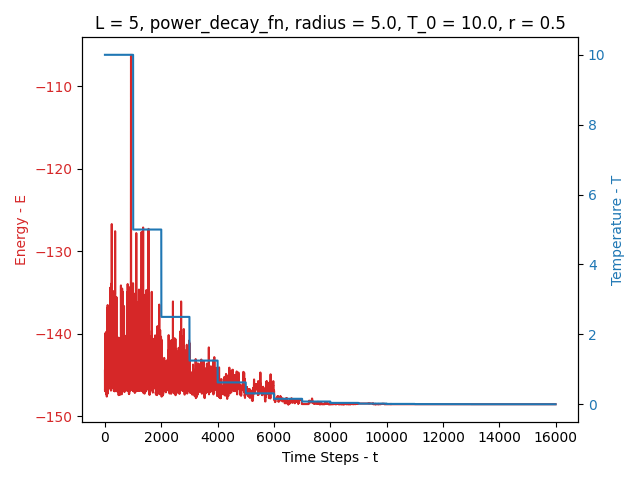 L = 5, power_decay_fn, radius = 5.0, T_0 = 10.0, r = 0.5
Energy - E
−110
−120
−130
−140
−150
10
8
6
4
2
0
Temperature - T
0 2000 4000 6000 8000 10000 12000 14000 16000
Time Steps - t